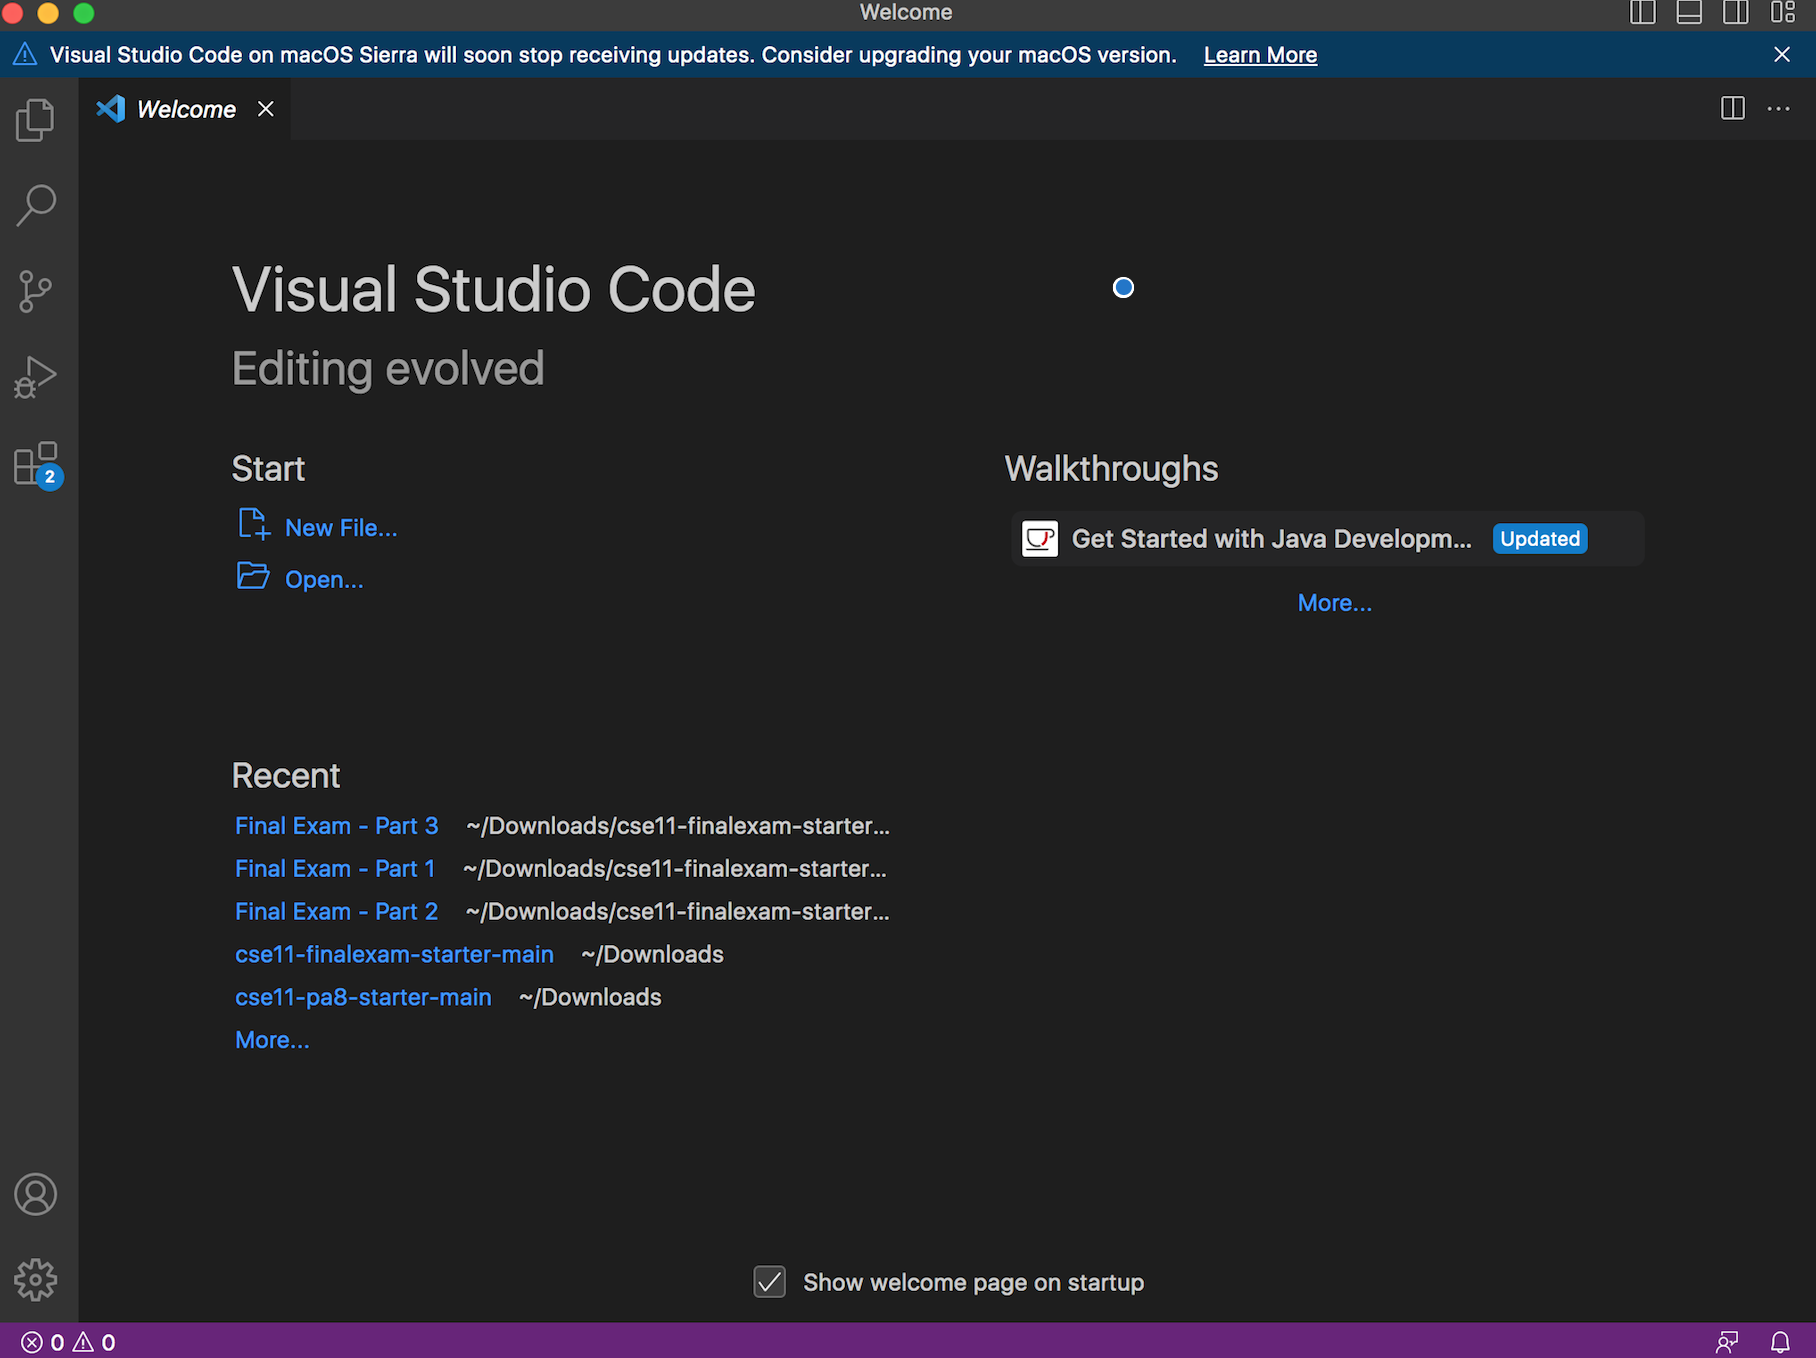 Welcome
Visual Studio Code on macOS Sierra will soon stop receiving updates. Consider upgrading your macOS version. Learn More
Welcome
Visual Studio Code
Editing evolved
Start
New File...
Open...
Walkthroughs
Get Started with Java Developm... Updated
More...
Recent
Final Exam - Part 3 ~/Downloads/cse11-finalexam-starter...
Final Exam - Part 1 ~/Downloads/cse11-finalexam-starter...
Final Exam - Part 2 ~/Downloads/cse11-finalexam-starter...
cse11-finalexam-starter-main ~/Downloads
cse11-pa8-starter-main ~/Downloads
More...
2
Show welcome page on startup
0 0